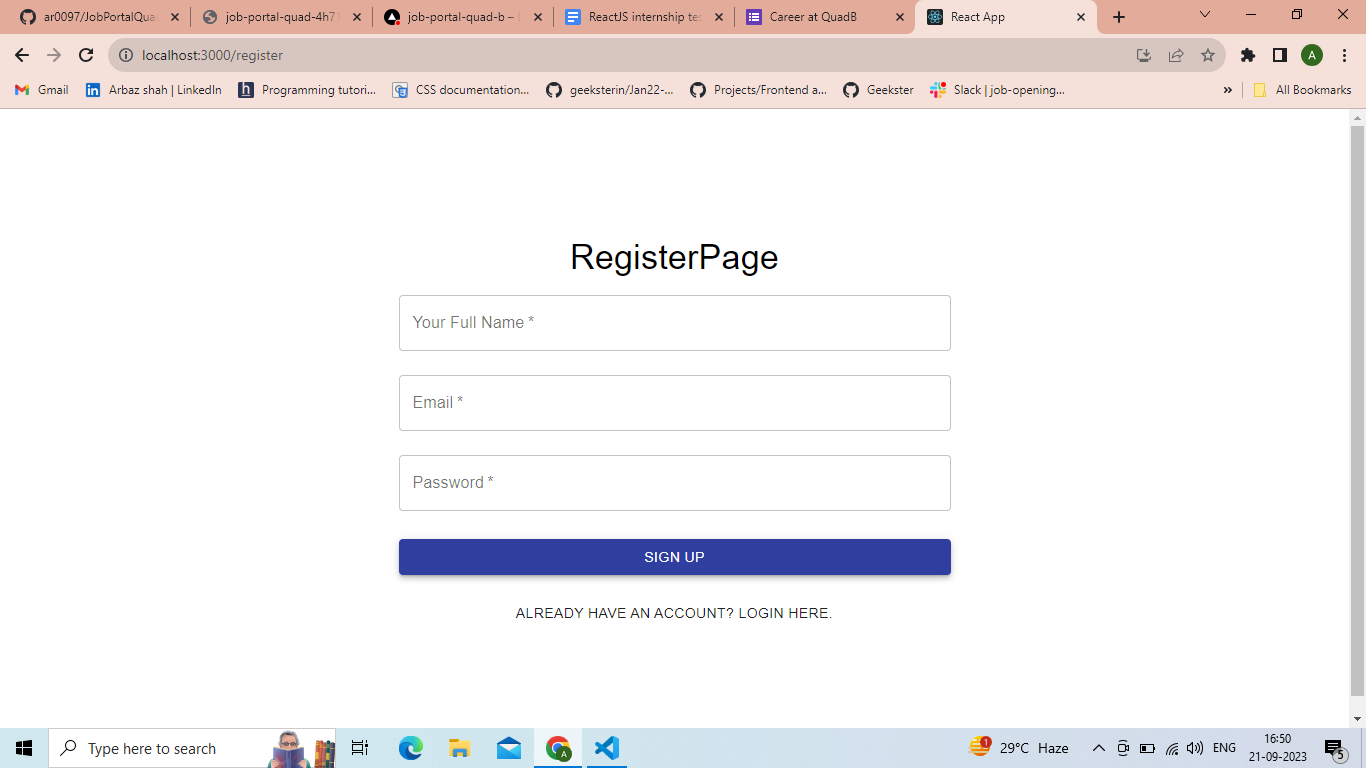 ar0097/JobPortalQua
job-portal-quad-4h7
job-portal-quad-b –
ReactJS internship tes
Career at QuadB
React App
localhost:3000/register
A
Gmail
Arbaz shah | LinkedIn
Programming tutori...
CSS documentation...
geeksterin/Jan22-...
Projects/Frontend a...
Geekster
Slack | job-opening...
»
All Bookmarks
RegisterPage
Your Full Name *
Email *
Password *
SIGN UP
ALREADY HAVE AN ACCOUNT? LOGIN HERE.
Type here to search
A
1
29°C Haze
ENG
16:50
21-09-2023
5